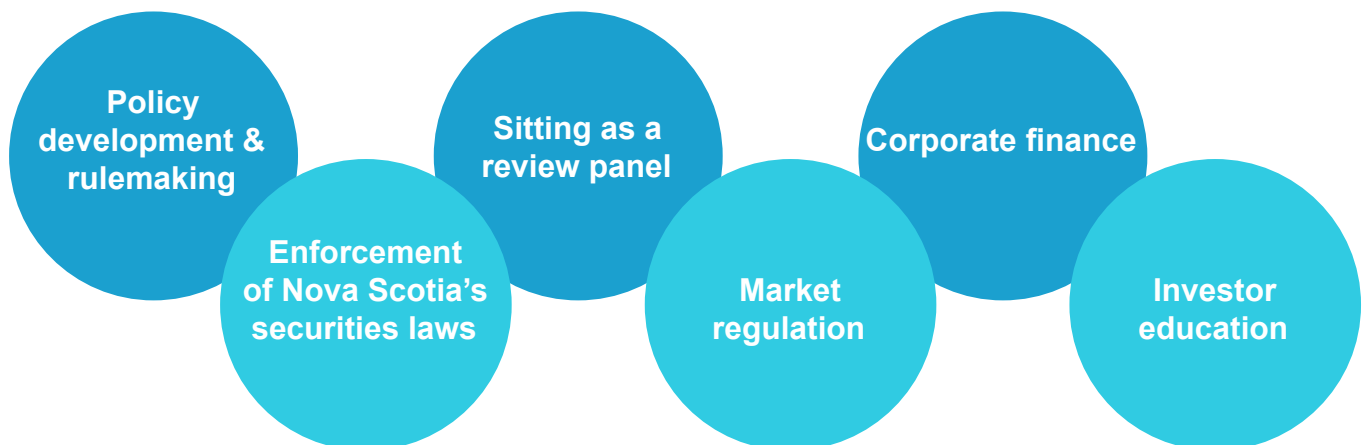 Policy
development &
rulemaking
Enforcement
of Nova Scotia’s
securities laws
Sitting as a
review panel
Market
regulation
Corporate finance
Investor
education